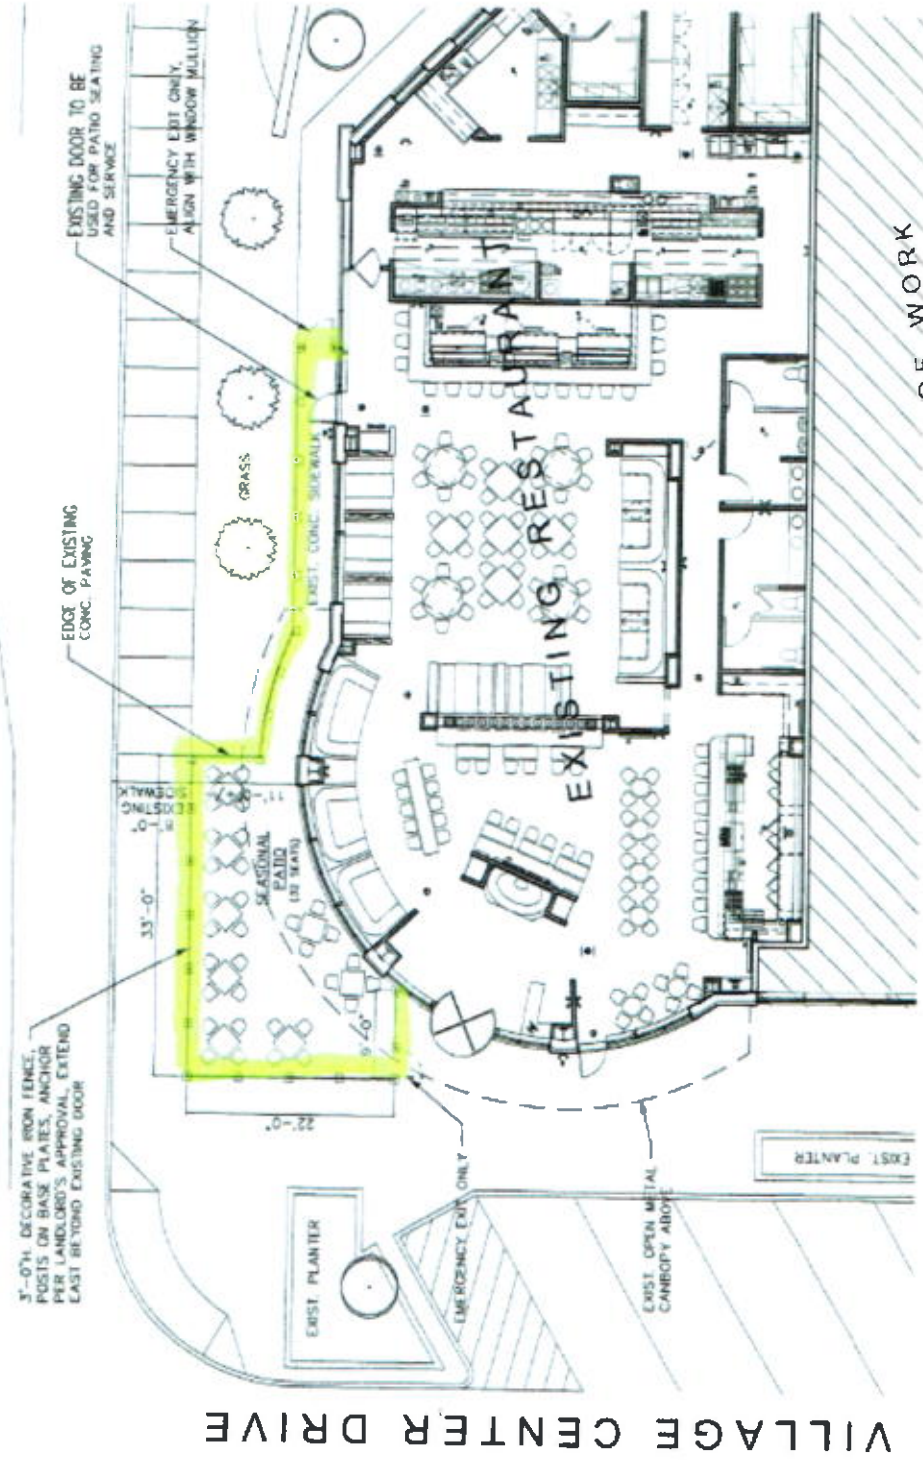 3'-0"H. DECORATIVE IRON FENCE,
POSTS ON BASE PLATES, ANCHOR
PER LANDLORD'S APPROVAL, EXTEND
EAST BEYOND EXISTING DOOR
EDGE OF EXISTING
CONC. PAVING
EXISTING DOOR TO BE
USED FOR PATIO SEATING
AND SERVICE
EMERGENCY EXIT ONLY,
ALIGN WITH WINDOW MULLION
33'-0"
EXISTING
SIDEWALK
GRASS
EXIST. CONC. SIDEWALK
SEASONAL
PATIO
(32 SEATS)
22'-0"
EXISTING RESTAURANT
OF WORK
EXIST. PLANTER
EMERGENCY EXIT ONLY
EXIST. OPEN METAL
CANBOPY ABOVE
EXIST. PLANTER
VILLAGE CENTER DRIVE